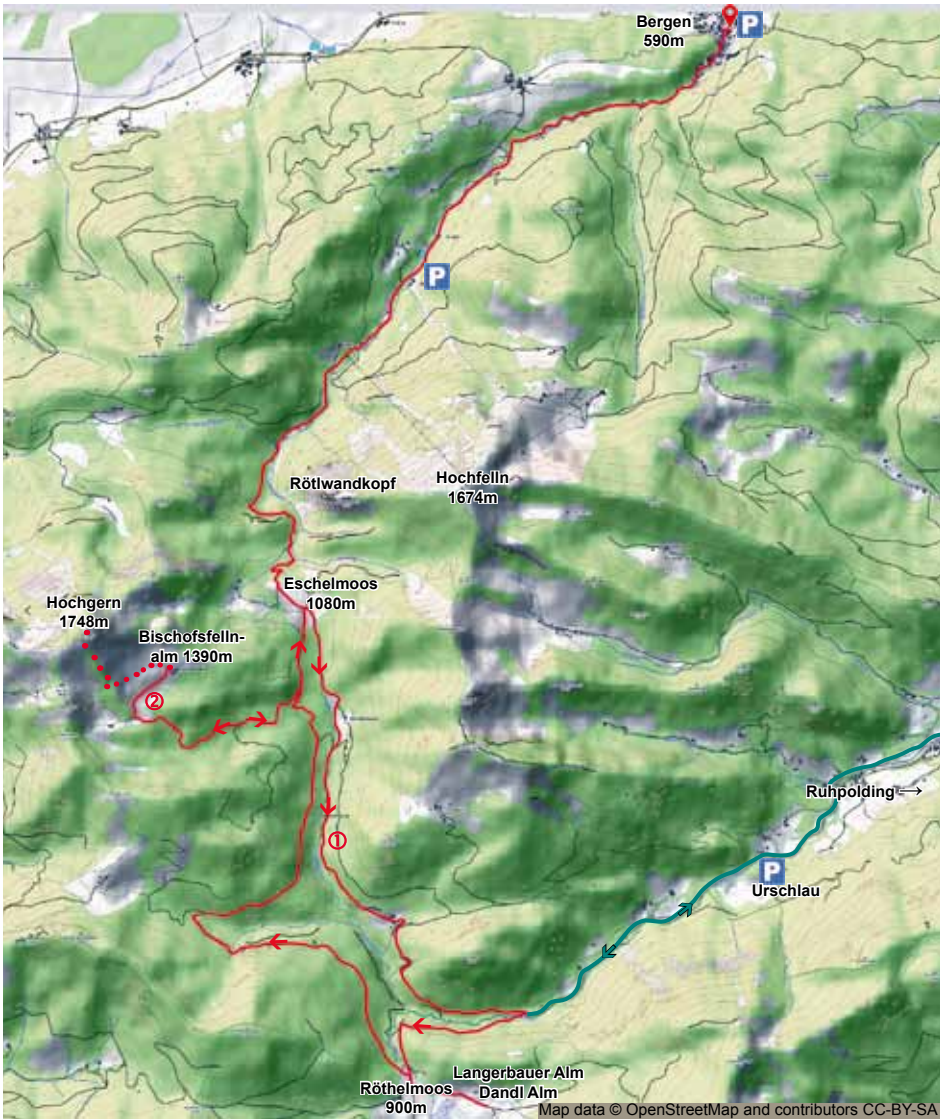 Bergen
590m
P
P
Rötlwandkopf
Hochfelln
1674m
Eschelmoos
1080m
Hochgern
1748m
Bischofsfelln-
alm 1390m
②
Ruhpolding →
①
P
Urschlau
Langerbauer Alm
Dandl Alm
Röthelmoos
900m
Map data © OpenStreetMap and contributors CC-BY-SA